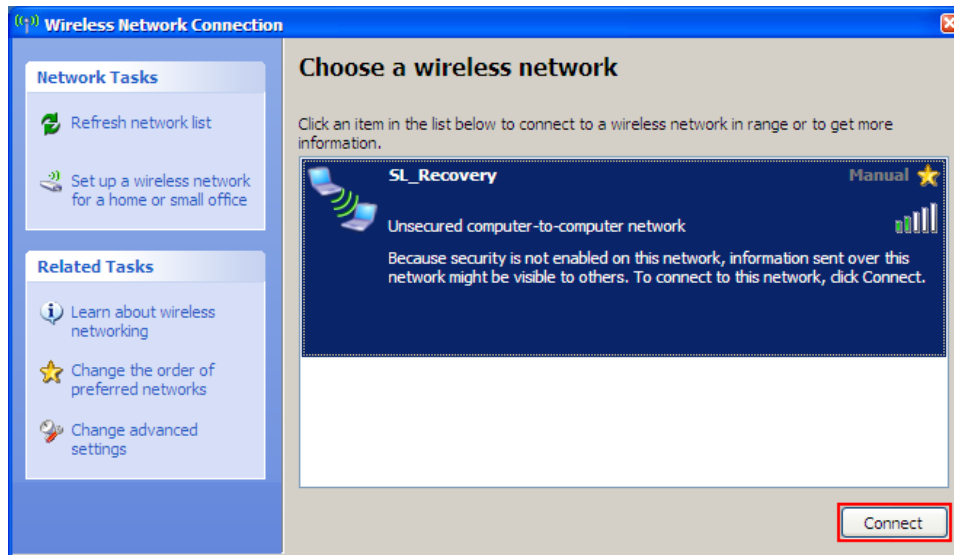 Wireless Network Connection
Network Tasks
Refresh network list
Set up a wireless network
for a home or small office
Related Tasks
Learn about wireless
networking
Change the order of
preferred networks
Change advanced
settings
Choose a wireless network
Click an item in the list below to connect to a wireless network in range or to get more
information.
SL_Recovery
Manual
Unsecured computer-to-computer network
Because security is not enabled on this network, information sent over this
network might be visible to others. To connect to this network, click Connect.
Connect